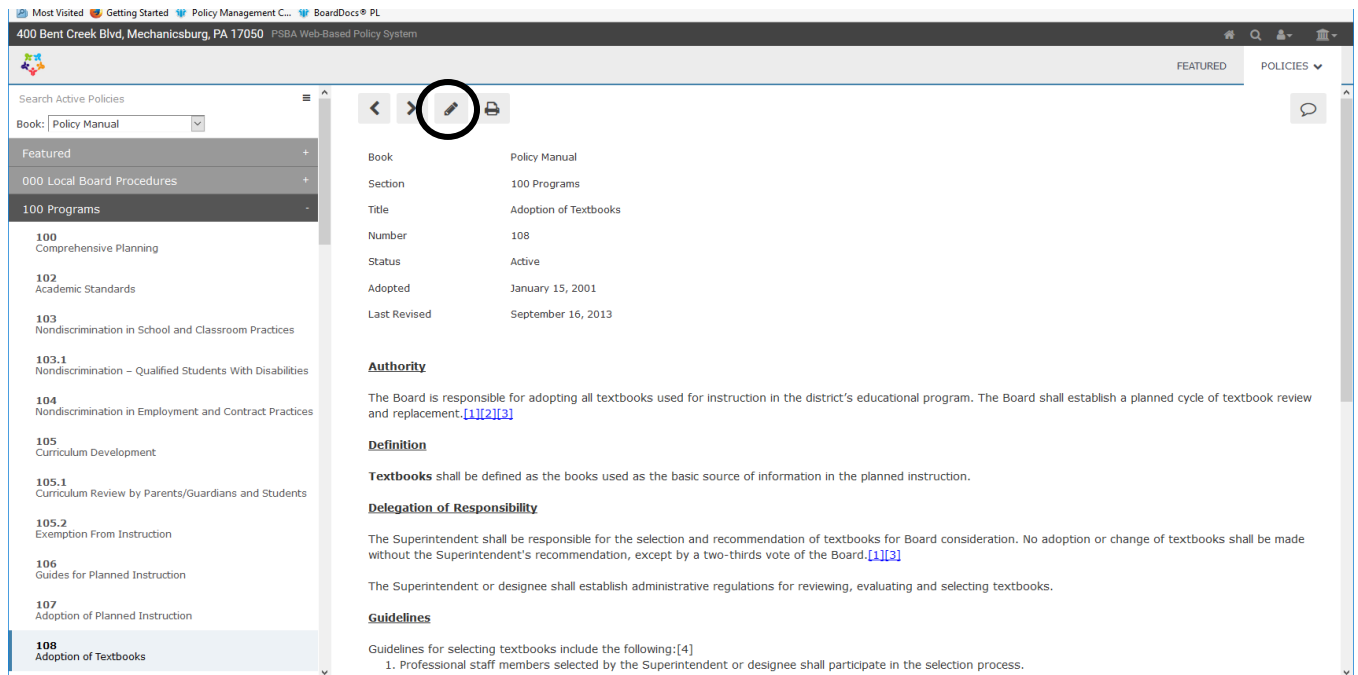 Most Visited Getting Started Policy Management C... BoardDocs® PL
400 Bent Creek Blvd, Mechanicsburg, PA 17050 PSBA Web-Based Policy System
FEATURED POLICIES
Search Active Policies
Book: Policy Manual
Featured +
000 Local Board Procedures +
100 Programs -
100
Comprehensive Planning
102
Academic Standards
103
Nondiscrimination in School and Classroom Practices
103.1
Nondiscrimination – Qualified Students With Disabilities
104
Nondiscrimination in Employment and Contract Practices
105
Curriculum Development
105.1
Curriculum Review by Parents/Guardians and Students
105.2
Exemption From Instruction
106
Guides for Planned Instruction
107
Adoption of Planned Instruction
108
Adoption of Textbooks
Book Policy Manual
Section 100 Programs
Title Adoption of Textbooks
Number 108
Status Active
Adopted January 15, 2001
Last Revised September 16, 2013
Authority
The Board is responsible for adopting all textbooks used for instruction in the district’s educational program. The Board shall establish a planned cycle of textbook review
and replacement.[1][2][3]
Definition
Textbooks shall be defined as the books used as the basic source of information in the planned instruction.
Delegation of Responsibility
The Superintendent shall be responsible for the selection and recommendation of textbooks for Board consideration. No adoption or change of textbooks shall be made
without the Superintendent’s recommendation, except by a two-thirds vote of the Board.[1][3]
The Superintendent or designee shall establish administrative regulations for reviewing, evaluating and selecting textbooks.
Guidelines
Guidelines for selecting textbooks include the following:[4]
1. Professional staff members selected by the Superintendent or designee shall participate in the selection process.